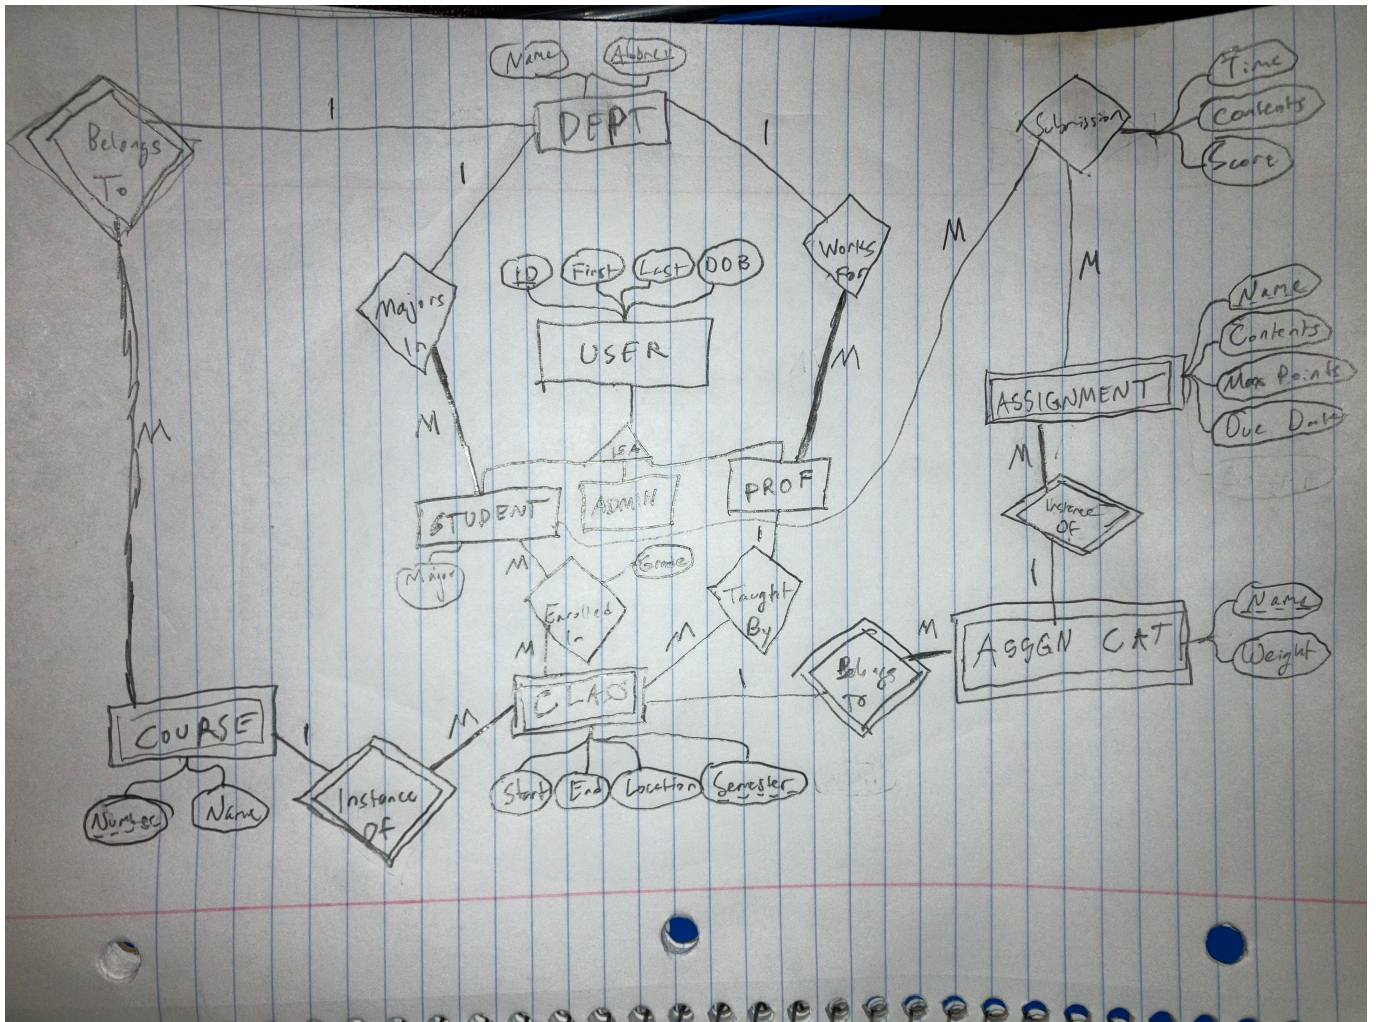 Name
Abbrev
Time
Contents
Score
Submission
DEPT
Belongs
To
1
1
1
M
M
Works
For
ID
First
Last
DOB
Majors
In
USER
Name
Contents
Max Points
Due Date
ASSIGNMENT
M
M
M
M
ISA
STUDENT
ADMIN
PROF
Instance
Of
Major
M
Grade
1
1
Enrolled
In
Taught
By
M
M
M
Name
Weight
ASSGN CAT
Belongs
To
1
CLASS
COURSE
1
M
Start
End
Location
Semester
Number
Name
Instance
Of